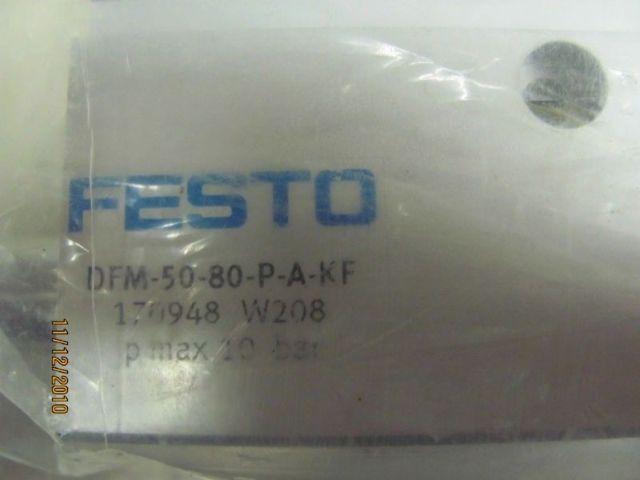 FESTO
DFM-50-80-P-A-KF
170948 W208
p max 10 bar
11/12/2010